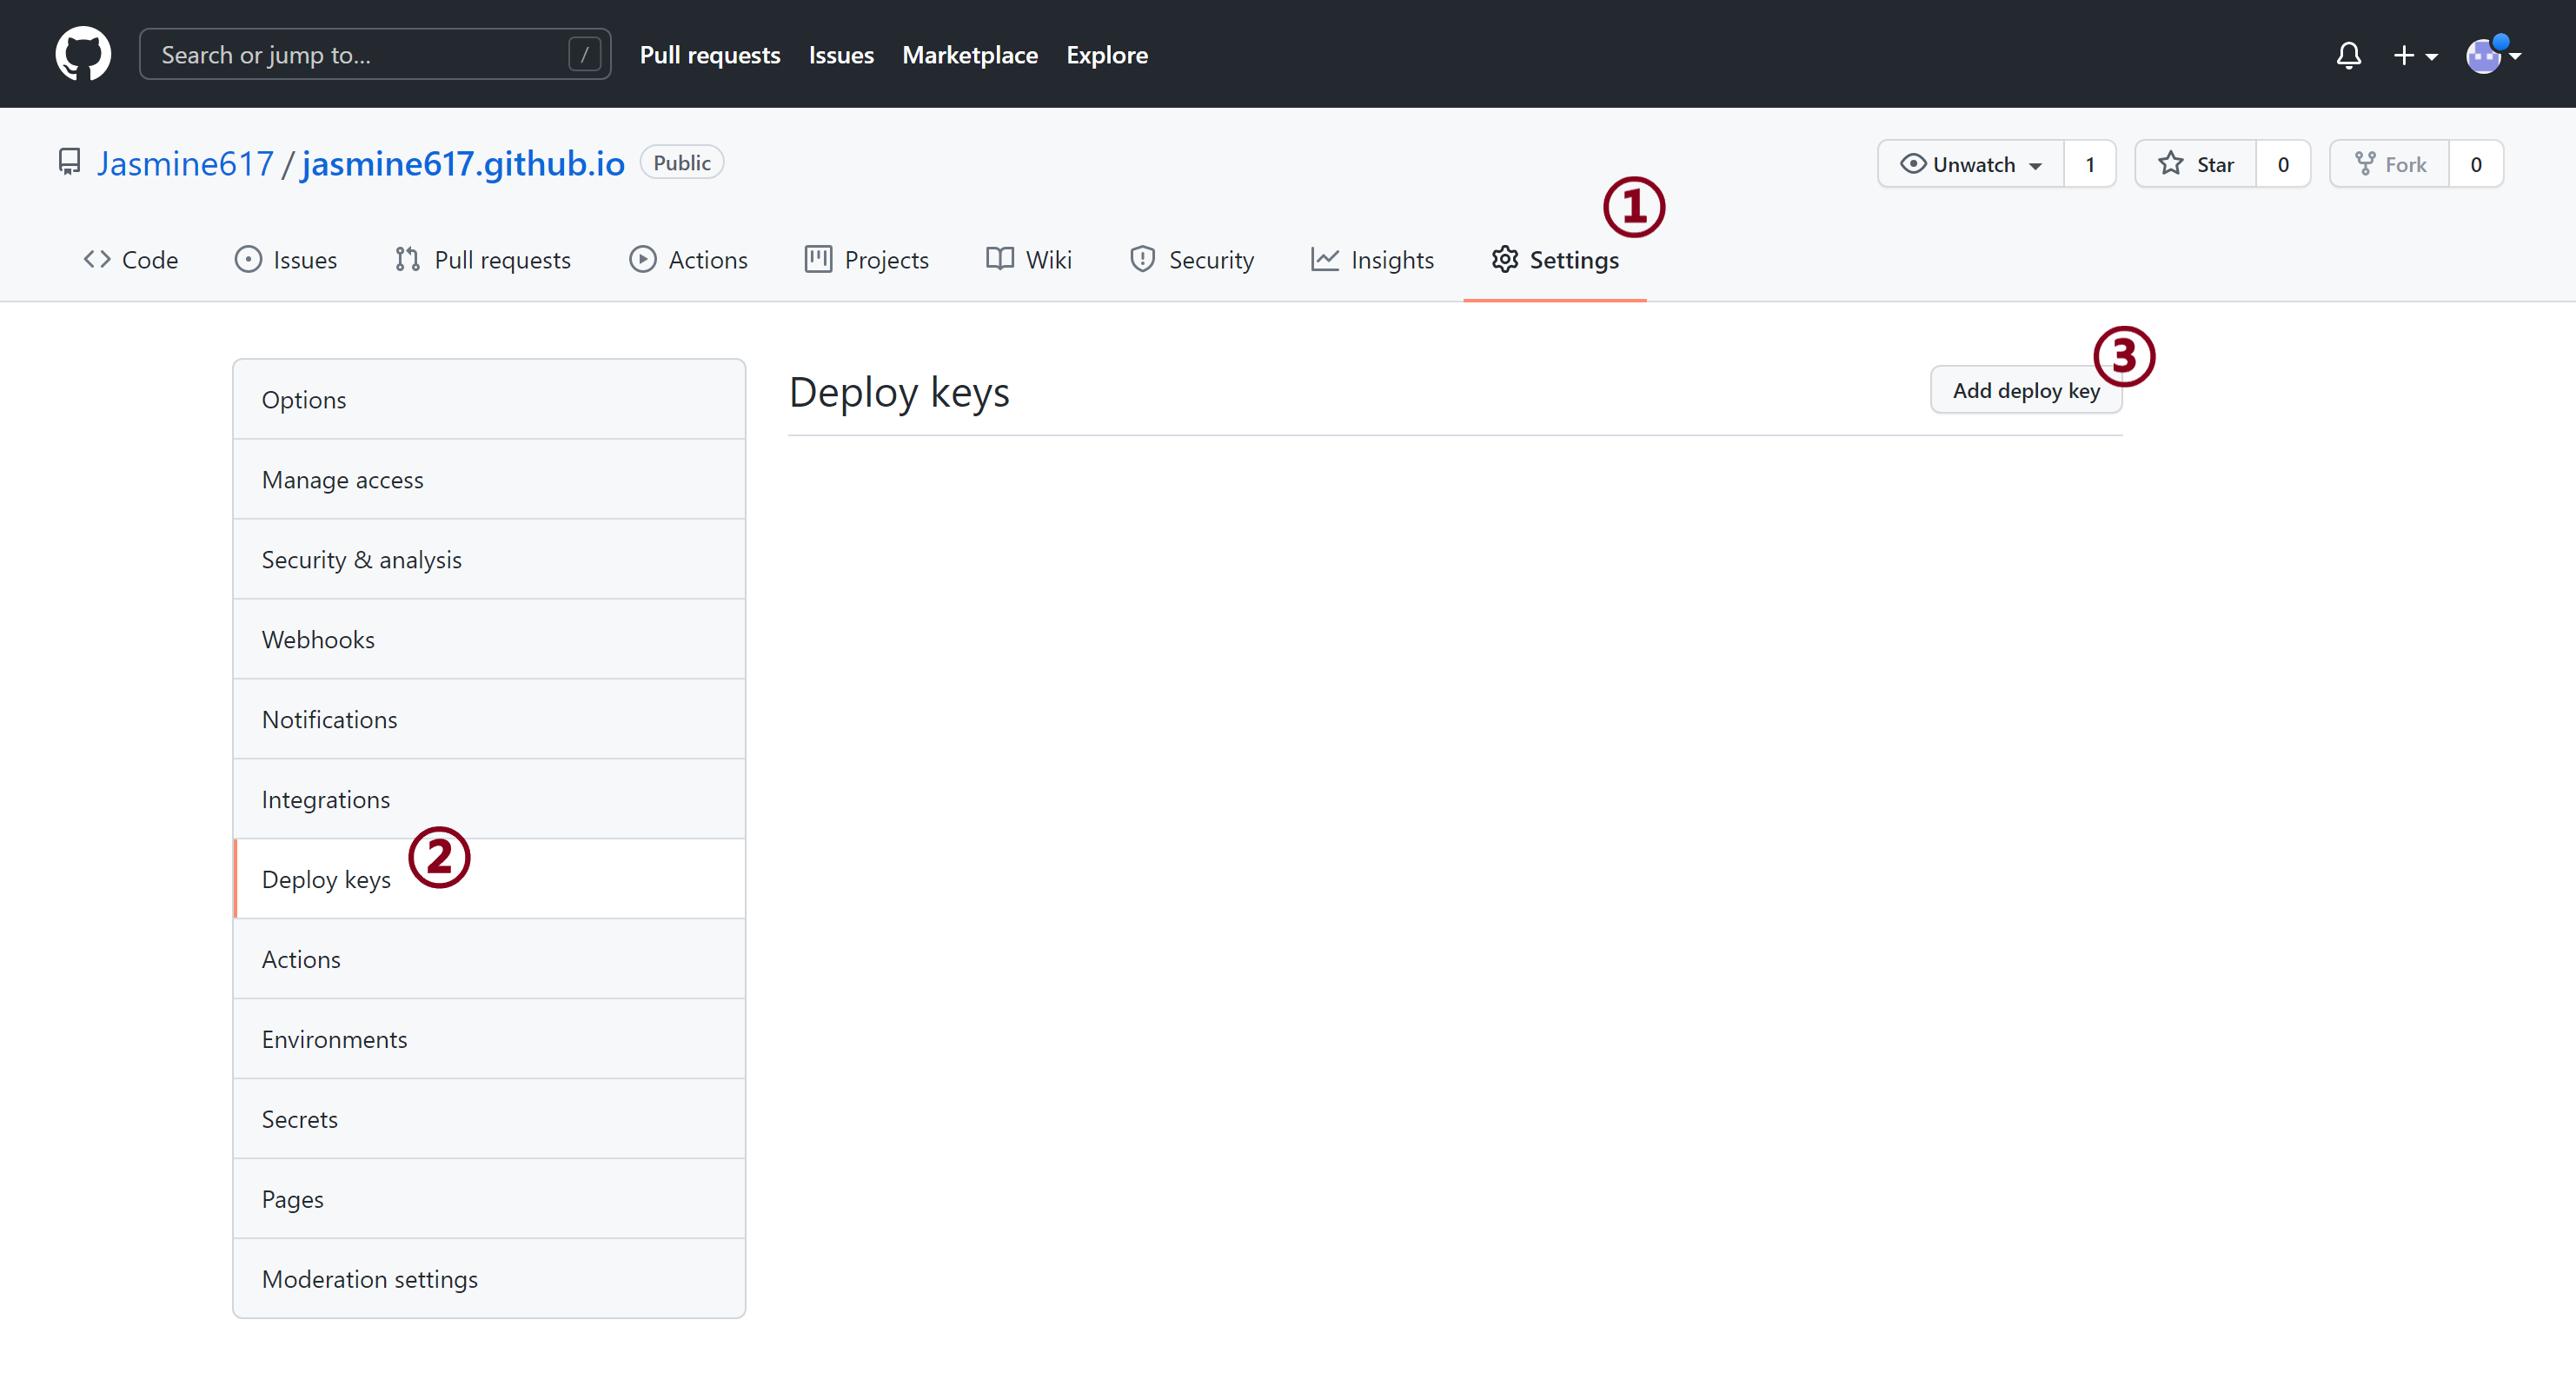 Search or jump to... / Pull requests Issues Marketplace Explore
Jasmine617 / jasmine617.github.io Public Unwatch 1 Star 0 Fork 0
①
Code Issues Pull requests Actions Projects Wiki Security Insights Settings
③
Options
Deploy keys Add deploy key
Manage access
Security & analysis
Webhooks
Notifications
Integrations
②
Deploy keys
Actions
Environments
Secrets
Pages
Moderation settings